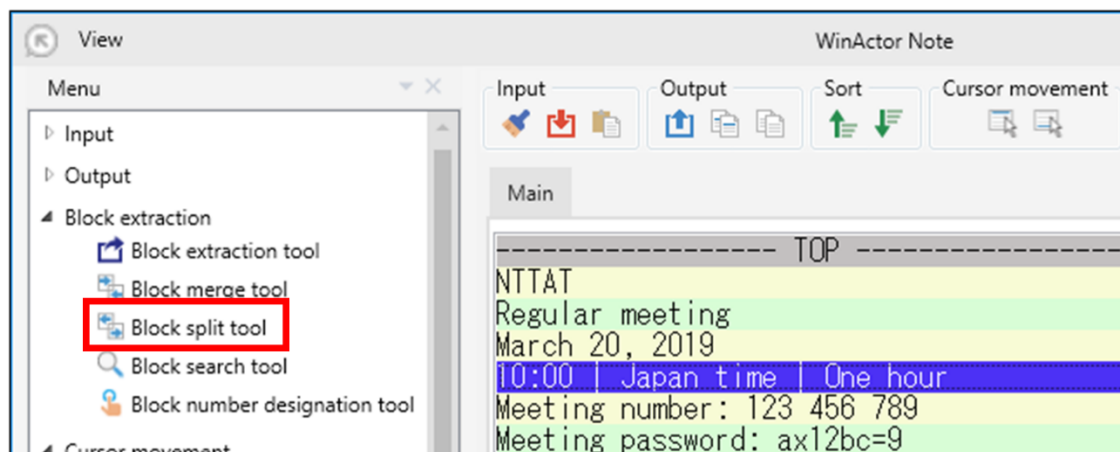 View
WinActor Note
Menu
Input
Output
Block extraction
Block extraction tool
Block merge tool
Block split tool
Block search tool
Block number designation tool
Cursor movement
Input
Output
Sort
Cursor movement
Main
------------------ TOP ------------------
NTTAT
Regular meeting
March 20, 2019
10:00 | Japan time | One hour
Meeting number: 123 456 789
Meeting password: ax12bc=9